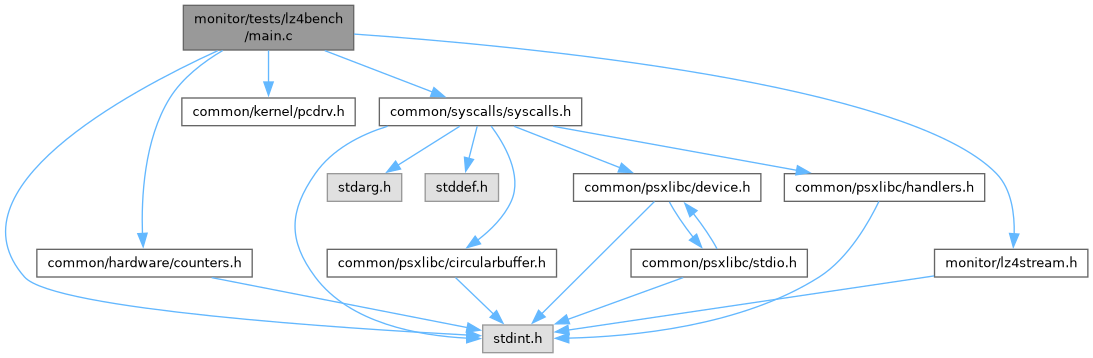 monitor/tests/lz4bench
/main.c
common/kernel/pcdrv.h
common/syscalls/syscalls.h
stdarg.h
stddef.h
common/psxlibc/device.h
common/psxlibc/handlers.h
common/hardware/counters.h
common/psxlibc/circularbuffer.h
common/psxlibc/stdio.h
monitor/lz4stream.h
stdint.h